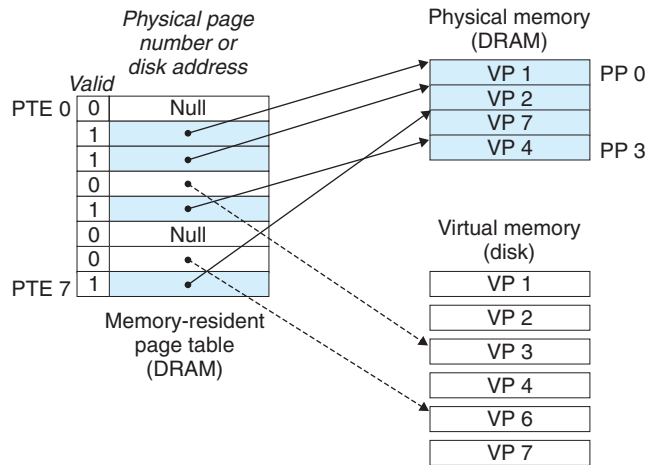 Physical page
number or
disk address
Valid
PTE 0
0
Null
1
1
0
1
0
Null
0
1
PTE 7
Memory-resident
page table
(DRAM)
Physical memory
(DRAM)
VP 1
PP 0
VP 2
VP 7
VP 4
PP 3
Virtual memory
(disk)
VP 1
VP 2
VP 3
VP 4
VP 6
VP 7